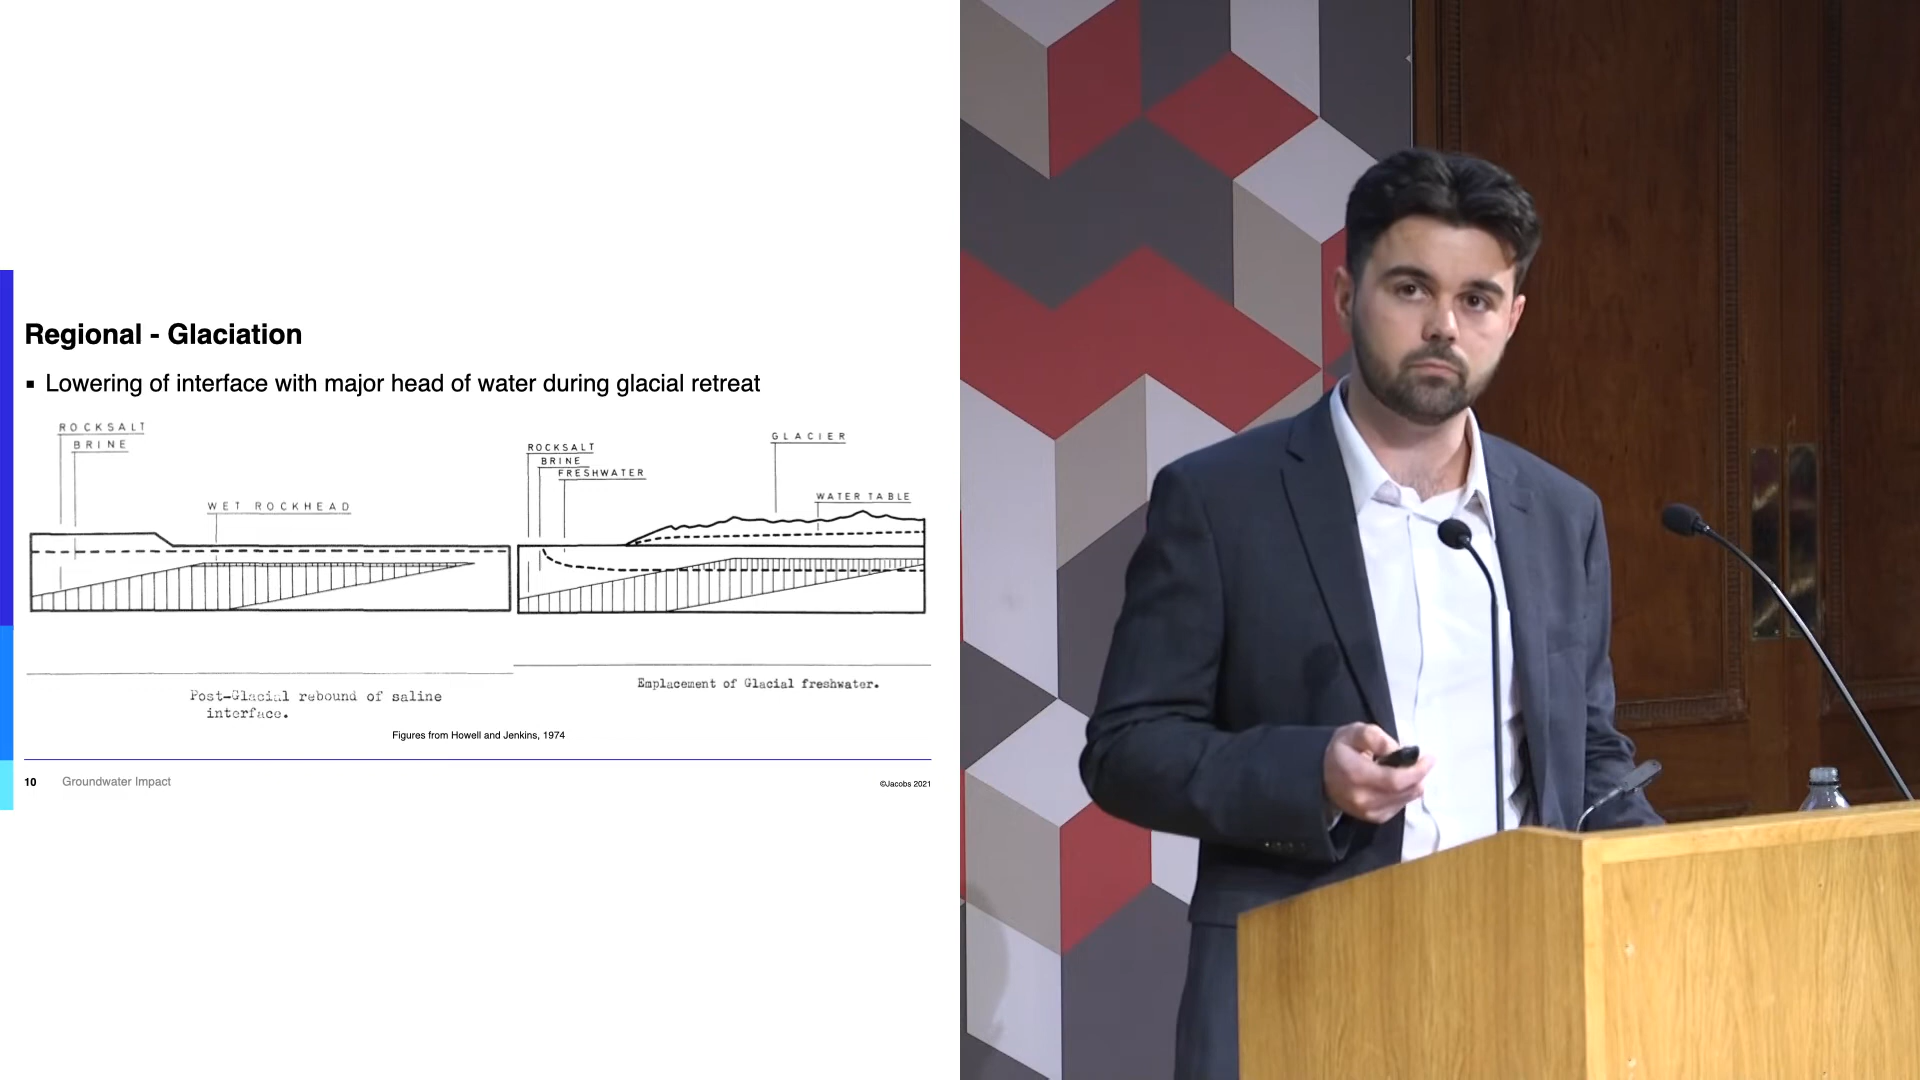 Regional - Glaciation
▪ Lowering of interface with major head of water during glacial retreat
ROCKSALT
BRINE
WET ROCKHEAD
Post-Glacial rebound of saline
interface.
ROCKSALT
BRINE
FRESHWATER
GLACIER
WATER TABLE
Emplacement of Glacial freshwater.
Figures from Howell and Jenkins, 1974
10 Groundwater Impact ©Jacobs 2021